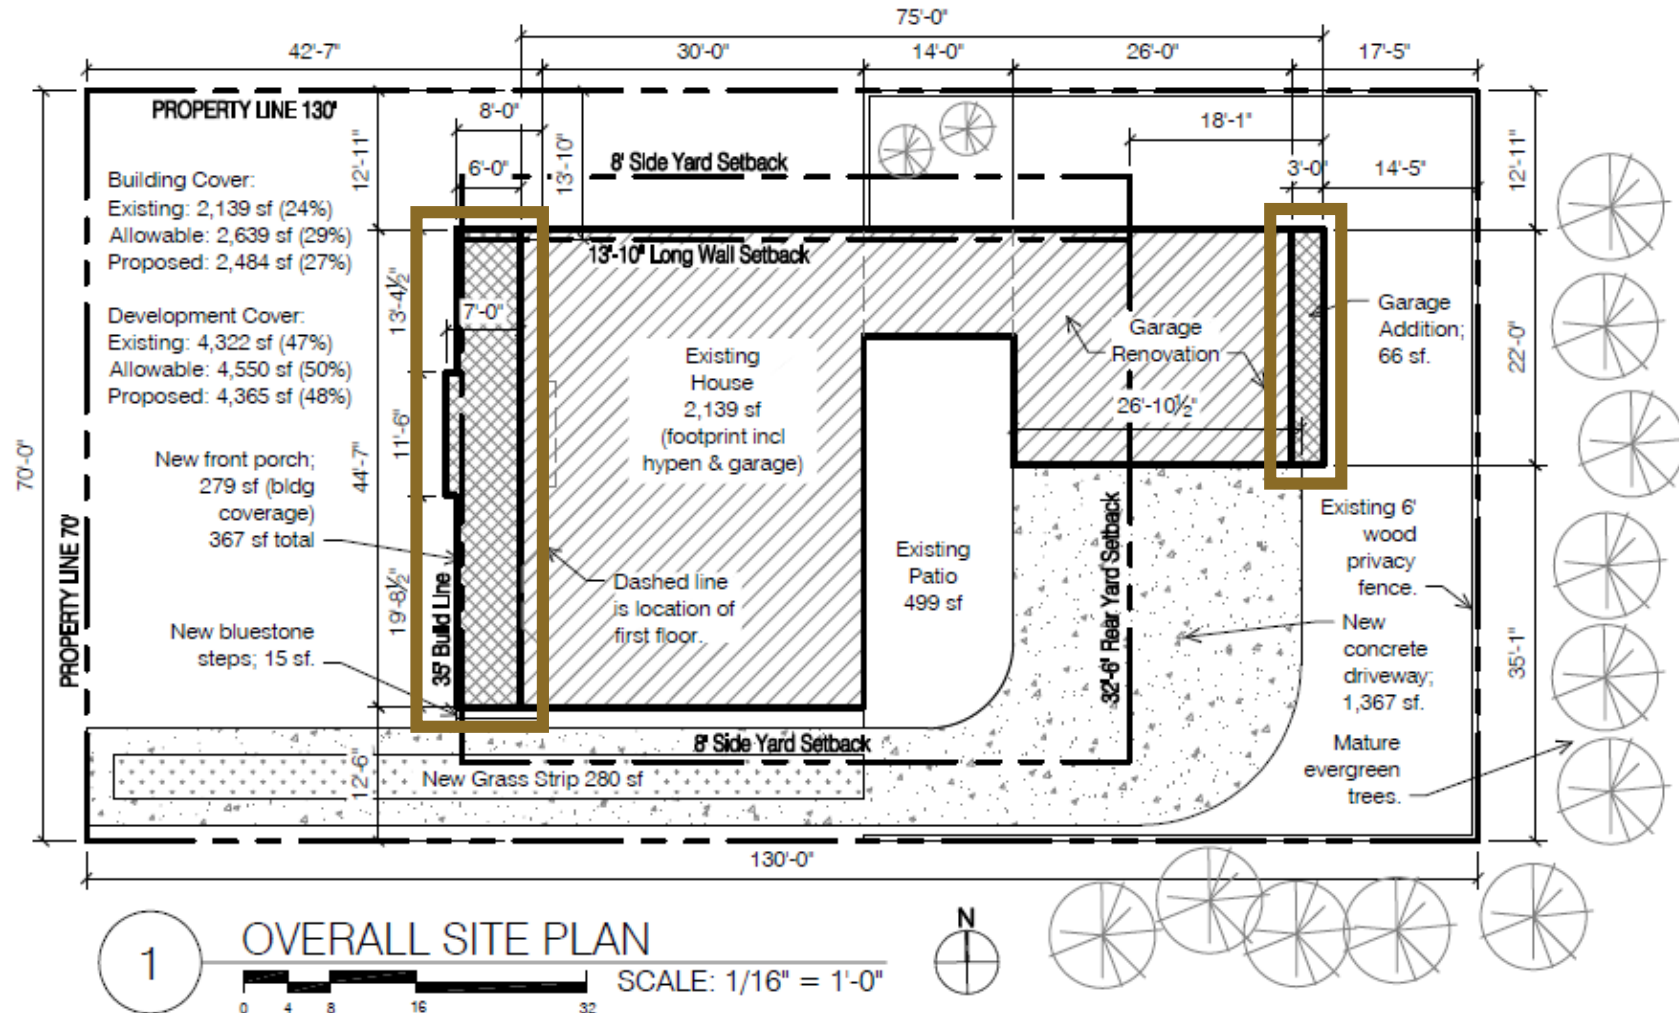 75'-0"
42'-7"
30'-0"
14'-0"
26'-0"
17'-5"
PROPERTY LINE 130'
8'-0"
12'-11"
13'-10"
8' Side Yard Setback
18'-1"
6'-0"
3'-0"
14'-5"
12'-11"
Building Cover:
Existing: 2,139 sf (24%)
Allowable: 2,639 sf (29%)
Proposed: 2,484 sf (27%)
13'-10" Long Wall Setback
13'-4½"
7'-0"
Development Cover:
Existing: 4,322 sf (47%)
Allowable: 4,550 sf (50%)
Proposed: 4,365 sf (48%)
Existing
House
2,139 sf
(footprint incl
hypen & garage)
Garage
Renovation
26'-10½"
Garage
Addition;
66 sf.
22'-0"
11'-6"
44'-7"
70'-0"
PROPERTY LINE 70'
New front porch;
279 sf (bldg
coverage)
367 sf total
19'-8½"
35' Build Line
Dashed line
is location of
first floor.
Existing
Patio
499 sf
32'-6" Rear Yard Setback
Existing 6'
wood
privacy
fence.
New bluestone
steps; 15 sf.
New
concrete
driveway;
1,367 sf.
35'-1"
8' Side Yard Setback
12'-6"
New Grass Strip 280 sf
Mature
evergreen
trees.
130'-0"
1
OVERALL SITE PLAN
SCALE: 1/16" = 1'-0"
0 4 8 16 32
N